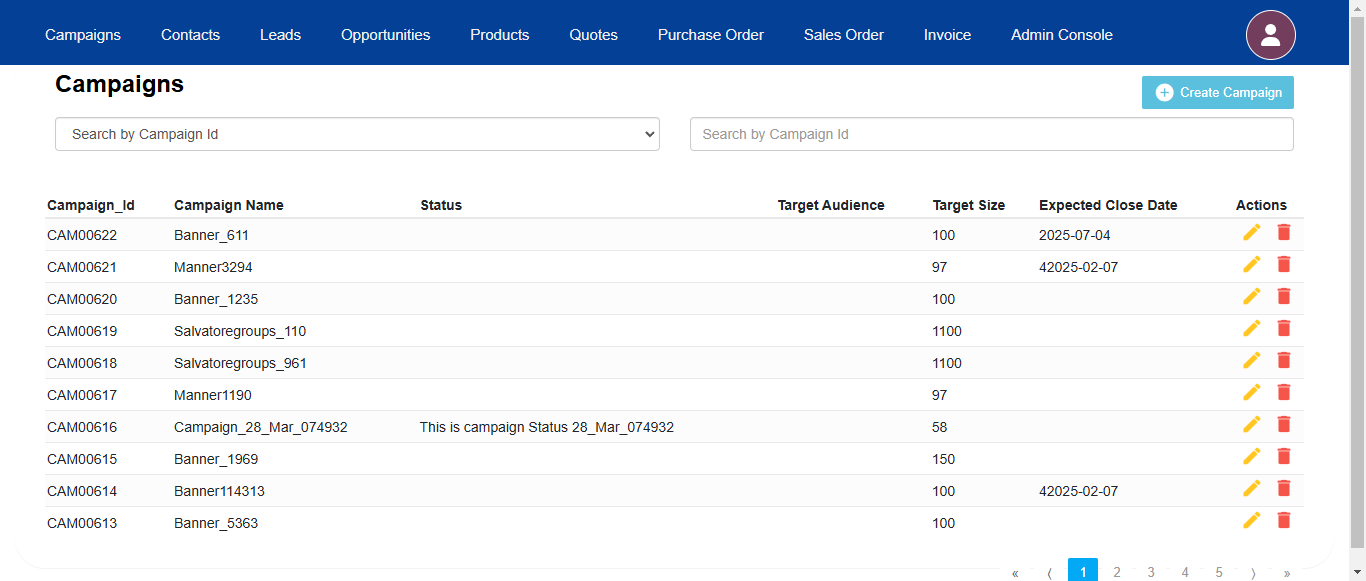 Campaigns Contacts Leads Opportunities Products Quotes Purchase Order Sales Order Invoice Admin Console
Campaigns
Create Campaign
Search by Campaign Id Search by Campaign Id
Campaign_Id Campaign Name Status Target Audience Target Size Expected Close Date Actions
CAM00622 Banner_611 100 2025-07-04
CAM00621 Manner3294 97 42025-02-07
CAM00620 Banner_1235 100
CAM00619 Salvatoregroups_110 1100
CAM00618 Salvatoregroups_961 1100
CAM00617 Manner1190 97
CAM00616 Campaign_28_Mar_074932 This is campaign Status 28_Mar_074932 58
CAM00615 Banner_1969 150
CAM00614 Banner114313 100 42025-02-07
CAM00613 Banner_5363 100
« ⟨ 1 2 3 4 5 ⟩ »